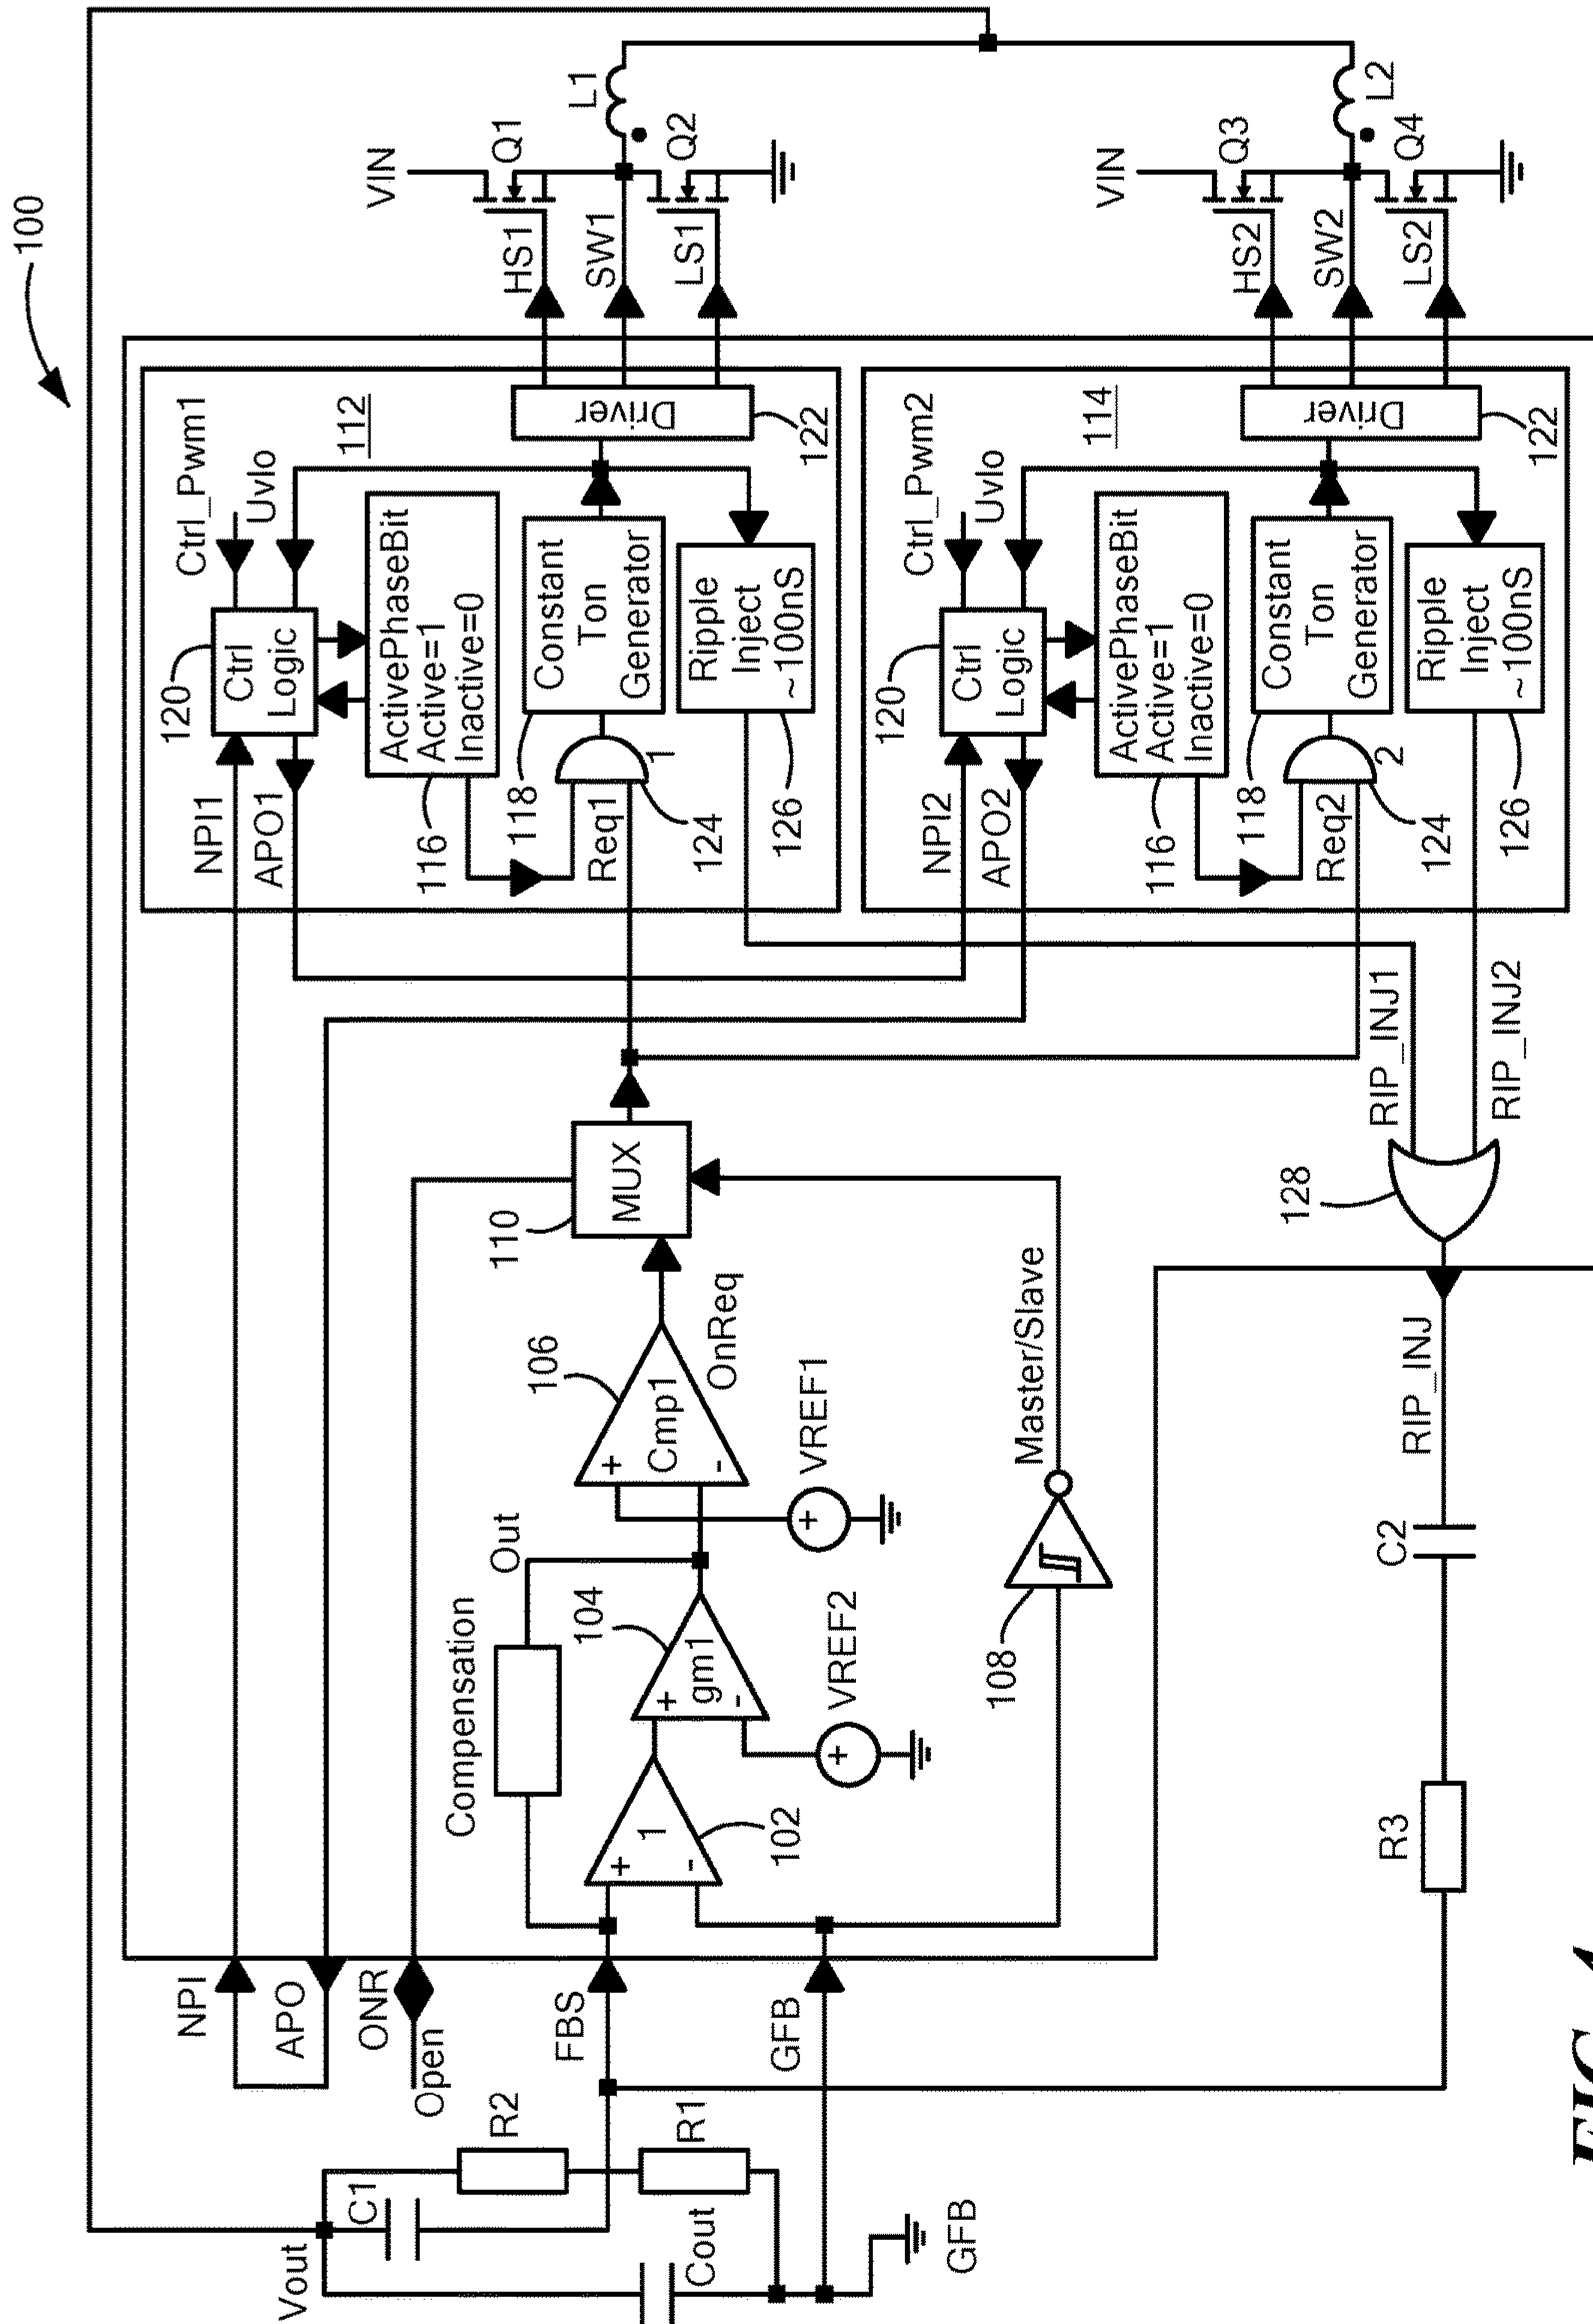 100
VIN
Q1
HS1
SW1
L1
Q2
LS1
VIN
Q3
HS2
SW2
L2
Q4
LS2
Ctrl_Pwm1
Uvlo
112
120
Ctrl
Logic
NPI1
APO1
ActivePhaseBit
Active=1
Inactive=0
116
118
Constant
Ton
Generator
Driver
122
Req1
1
124
Ripple
Inject
~100nS
126
Ctrl_Pwm2
Uvlo
114
120
Ctrl
Logic
NPI2
APO2
ActivePhaseBit
Active=1
Inactive=0
116
118
Constant
Ton
Generator
Driver
122
Req2
2
124
Ripple
Inject
~100nS
126
RIP_INJ1
RIP_INJ2
128
RIP_INJ
C2
R3
110
MUX
106
Cmp1
+
-
OnReq
VREF1
+
Out
Compensation
104
gm1
+
-
VREF2
+
102
1
+
-
108
Master/Slave
NPI
APO
ONR
Open
FBS
GFB
Vout
C1
R2
R1
Cout
GFB